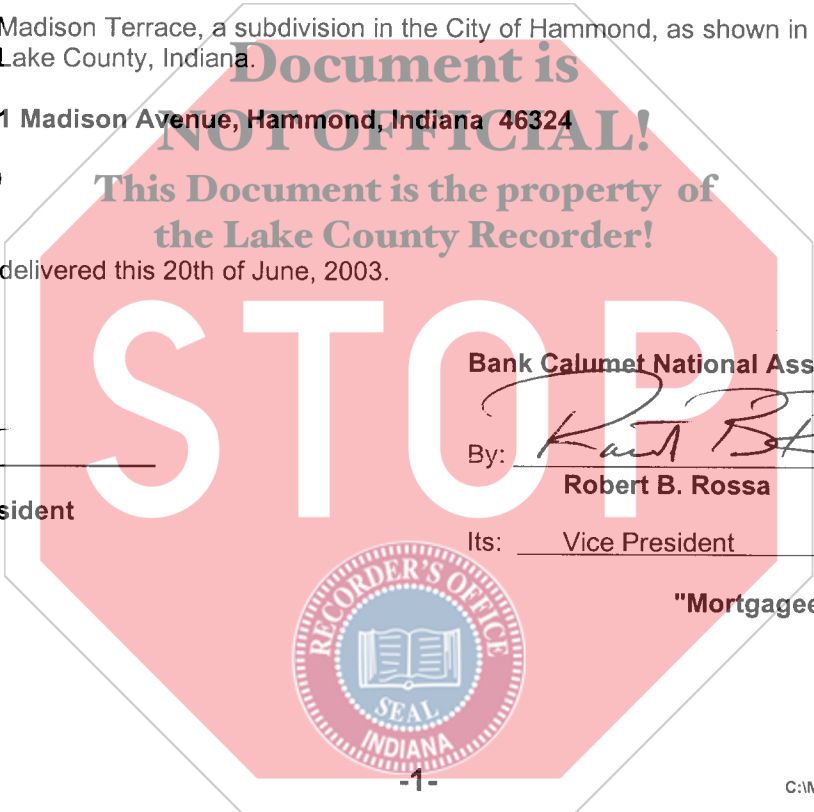 Madison Terrace, a subdivision in the City of Hammond, as shown in
Lake County, Indiana.
Document is
1 Madison Avenue, Hammond, Indiana 46324
NOT OFFICIAL!
This Document is the property of
the Lake County Recorder!
delivered this 20th of June, 2003.
STOP
Bank Calumet National Ass
By:
Robert B. Rossa
sident
Its: Vice President
"Mortgagee
RECORDER'S OFFICE
SEAL
INDIANA
-1-
C:\M